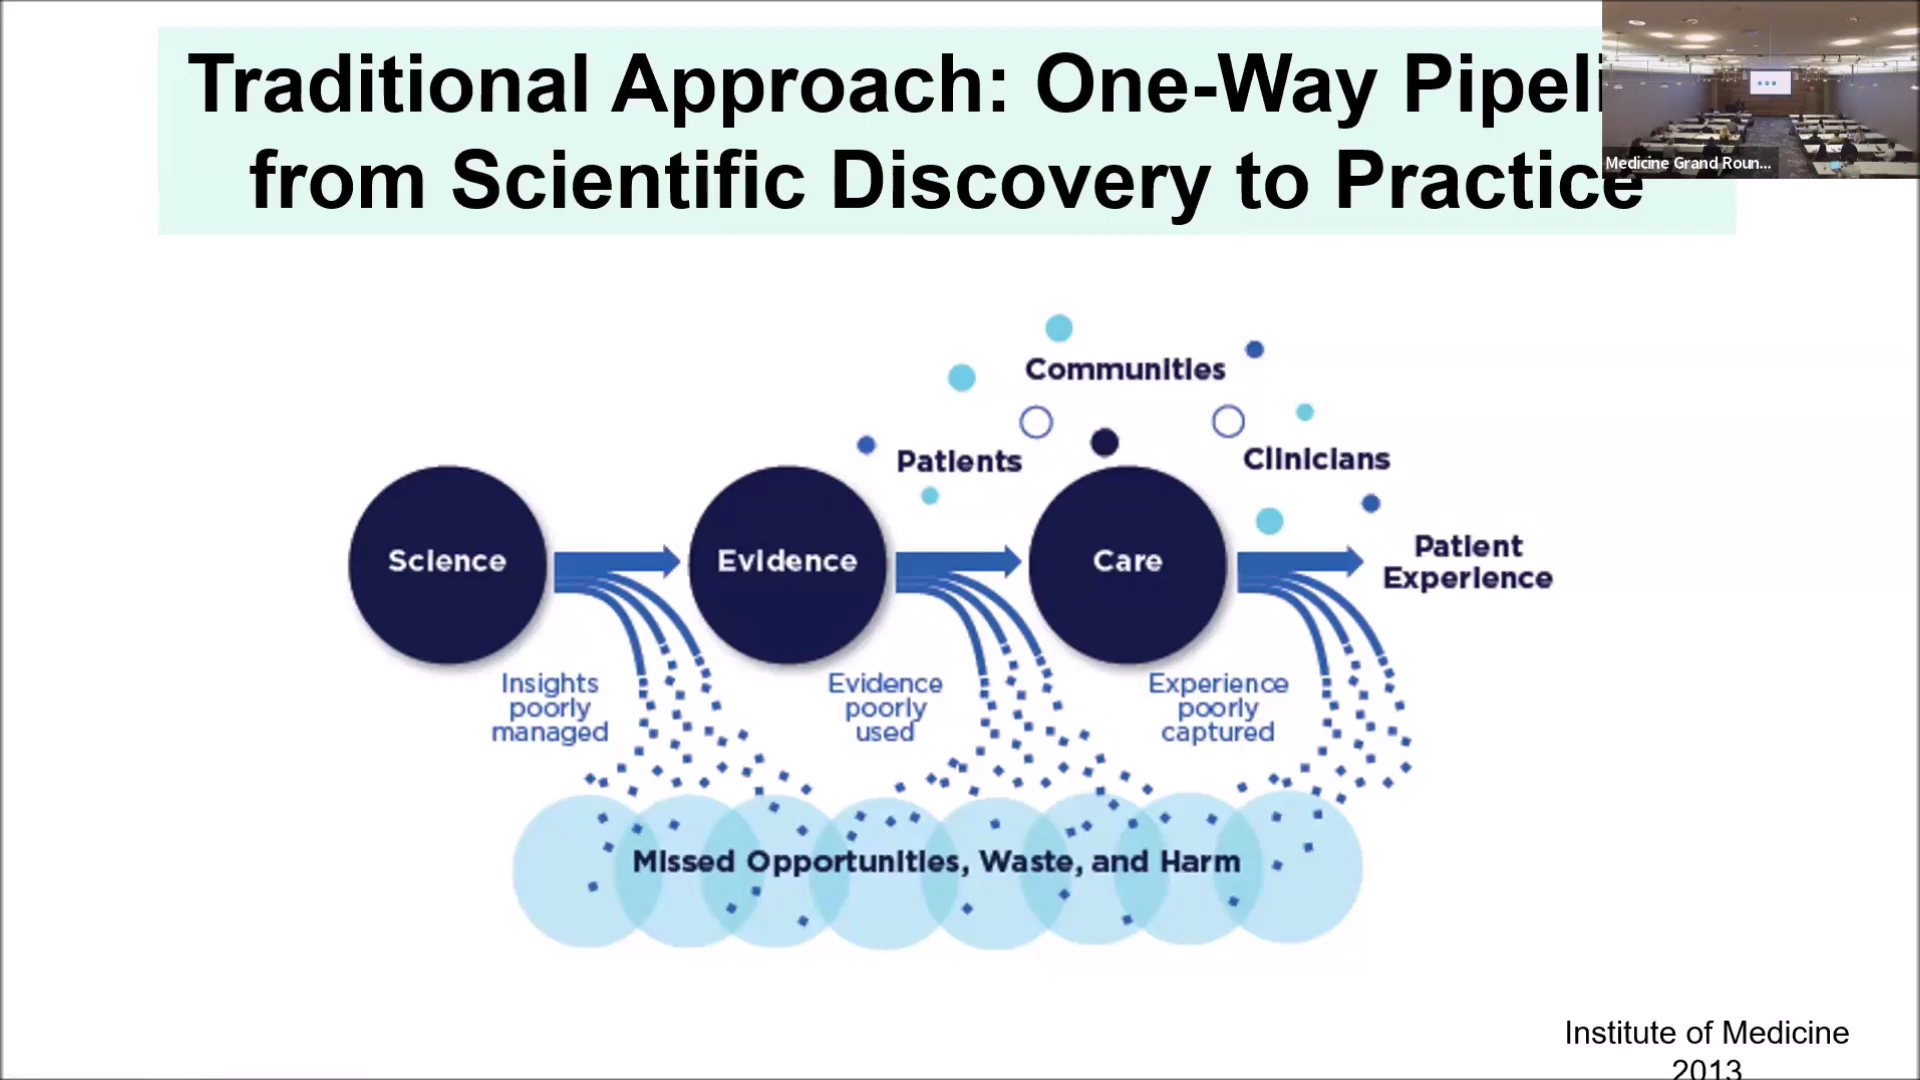 Traditional Approach: One-Way Pipeli
from Scientific Discovery to Practice
Medicine Grand Roun...
Communities
Patients
Clinicians
Science
Evidence
Care
Patient
Experience
Insights
poorly
managed
Evidence
poorly
used
Experience
poorly
captured
Missed Opportunities, Waste, and Harm
Institute of Medicine
2013